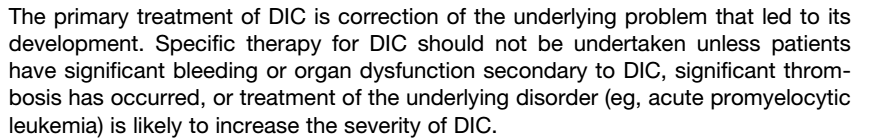 The primary treatment of DIC is correction of the underlying problem that led to its
development. Specific therapy for DIC should not be undertaken unless patients
have significant bleeding or organ dysfunction secondary to DIC, significant throm-
bosis has occurred, or treatment of the underlying disorder (eg, acute promyelocytic
leukemia) is likely to increase the severity of DIC.